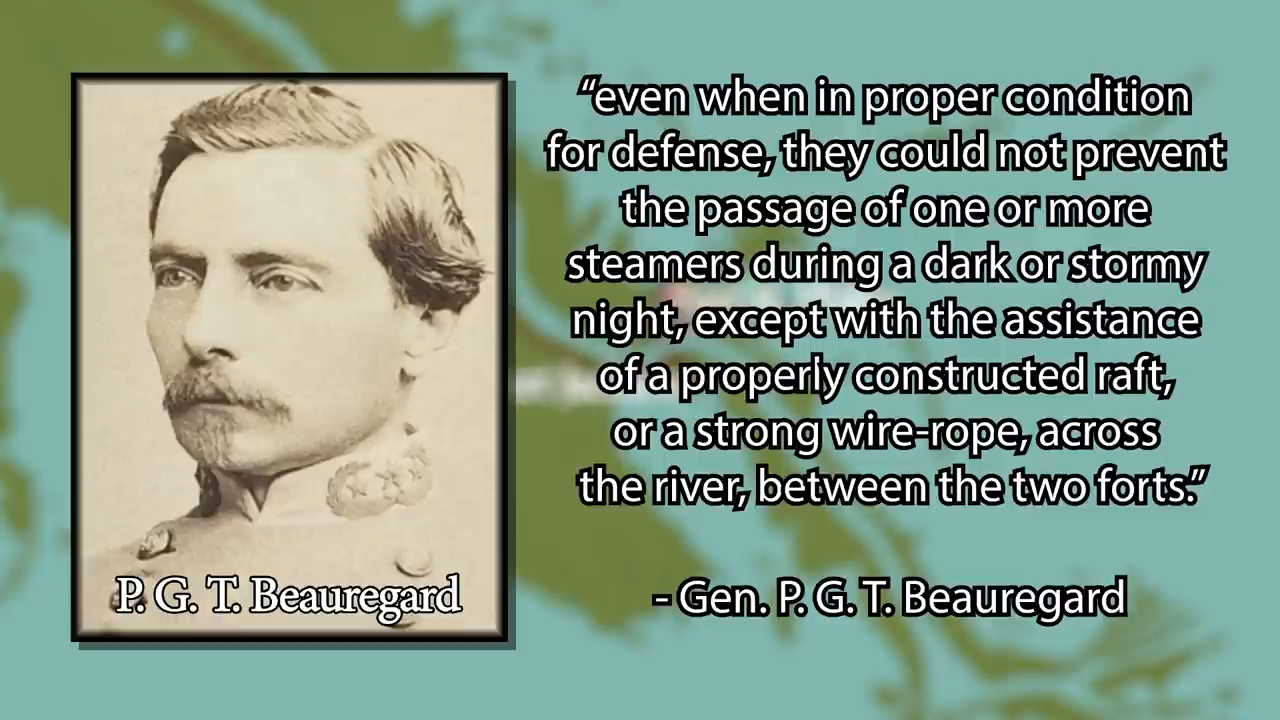 “even when in proper condition
for defense, they could not prevent
the passage of one or more
steamers during a dark or stormy
night, except with the assistance
of a properly constructed raft,
or a strong wire-rope, across
the river, between the two forts.”
- Gen. P. G. T. Beauregard
P. G. T. Beauregard